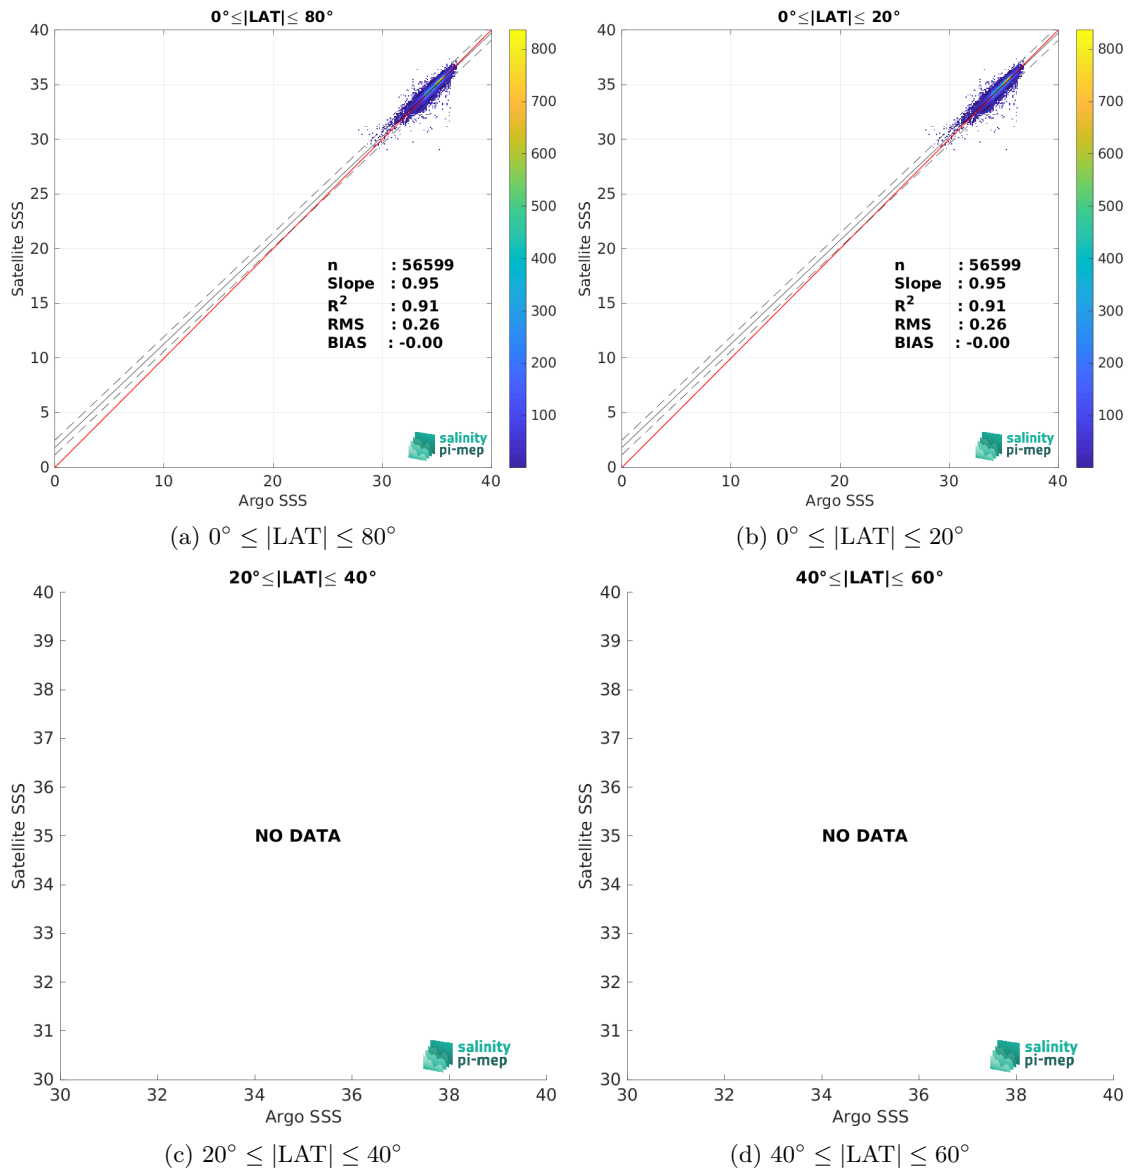 0°≤|LAT|≤ 80°
40
35
30
25
20
15
10
5
0
0
10
20
30
40
Satellite SSS
Argo SSS
n : 56599
Slope : 0.95
R² : 0.91
RMS : 0.26
BIAS : -0.00
salinity
pi-mep
800
700
600
500
400
300
200
100
(a) 0° ≤ |LAT| ≤ 80°
0°≤|LAT|≤ 20°
40
35
30
25
20
15
10
5
0
0
10
20
30
40
Satellite SSS
Argo SSS
n : 56599
Slope : 0.95
R² : 0.91
RMS : 0.26
BIAS : -0.00
salinity
pi-mep
800
700
600
500
400
300
200
100
(b) 0° ≤ |LAT| ≤ 20°
20°≤|LAT|≤ 40°
40
39
38
37
36
35
34
33
32
31
30
30
32
34
36
38
40
Satellite SSS
Argo SSS
NO DATA
salinity
pi-mep
(c) 20° ≤ |LAT| ≤ 40°
40°≤|LAT|≤ 60°
40
39
38
37
36
35
34
33
32
31
30
30
32
34
36
38
40
Satellite SSS
Argo SSS
NO DATA
salinity
pi-mep
(d) 40° ≤ |LAT| ≤ 60°